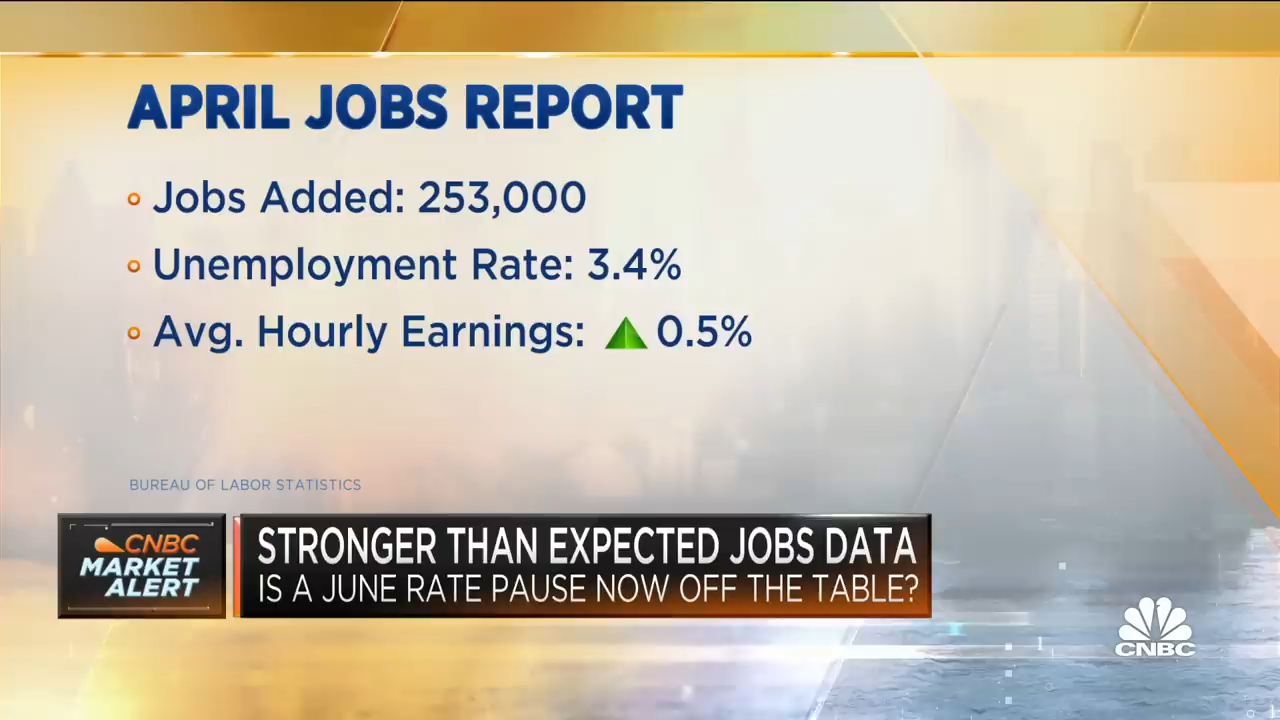 APRIL JOBS REPORT
Jobs Added: 253,000
Unemployment Rate: 3.4%
Avg. Hourly Earnings: 0.5%
BUREAU OF LABOR STATISTICS
CNBC
MARKET
ALERT
STRONGER THAN EXPECTED JOBS DATA
IS A JUNE RATE PAUSE NOW OFF THE TABLE?
CNBC